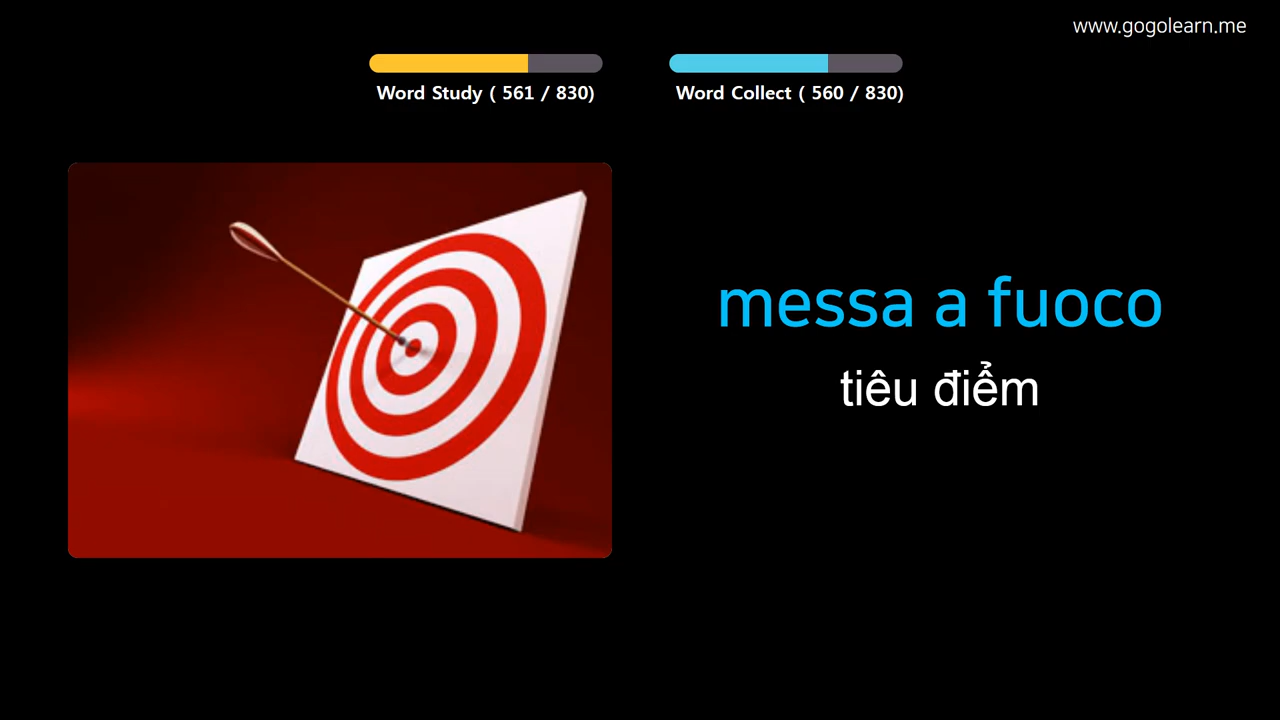 www.gogolearn.me
Word Study ( 561 / 830)
Word Collect ( 560 / 830)
messa a fuoco
tiêu điểm